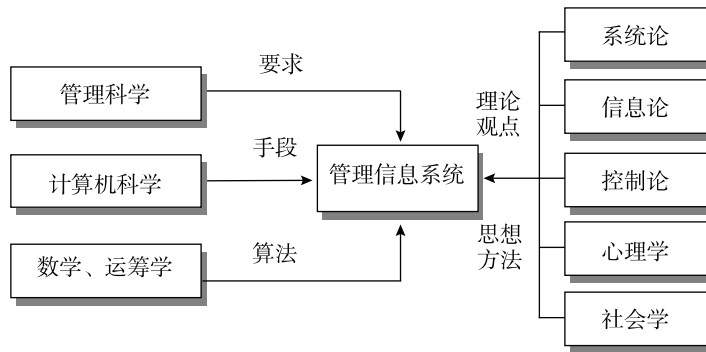 管理科学
计算机科学
数学、运筹学
要求
手段
算法
管理信息系统
理论
观点
思想
方法
系统论
信息论
控制论
心理学
社会学